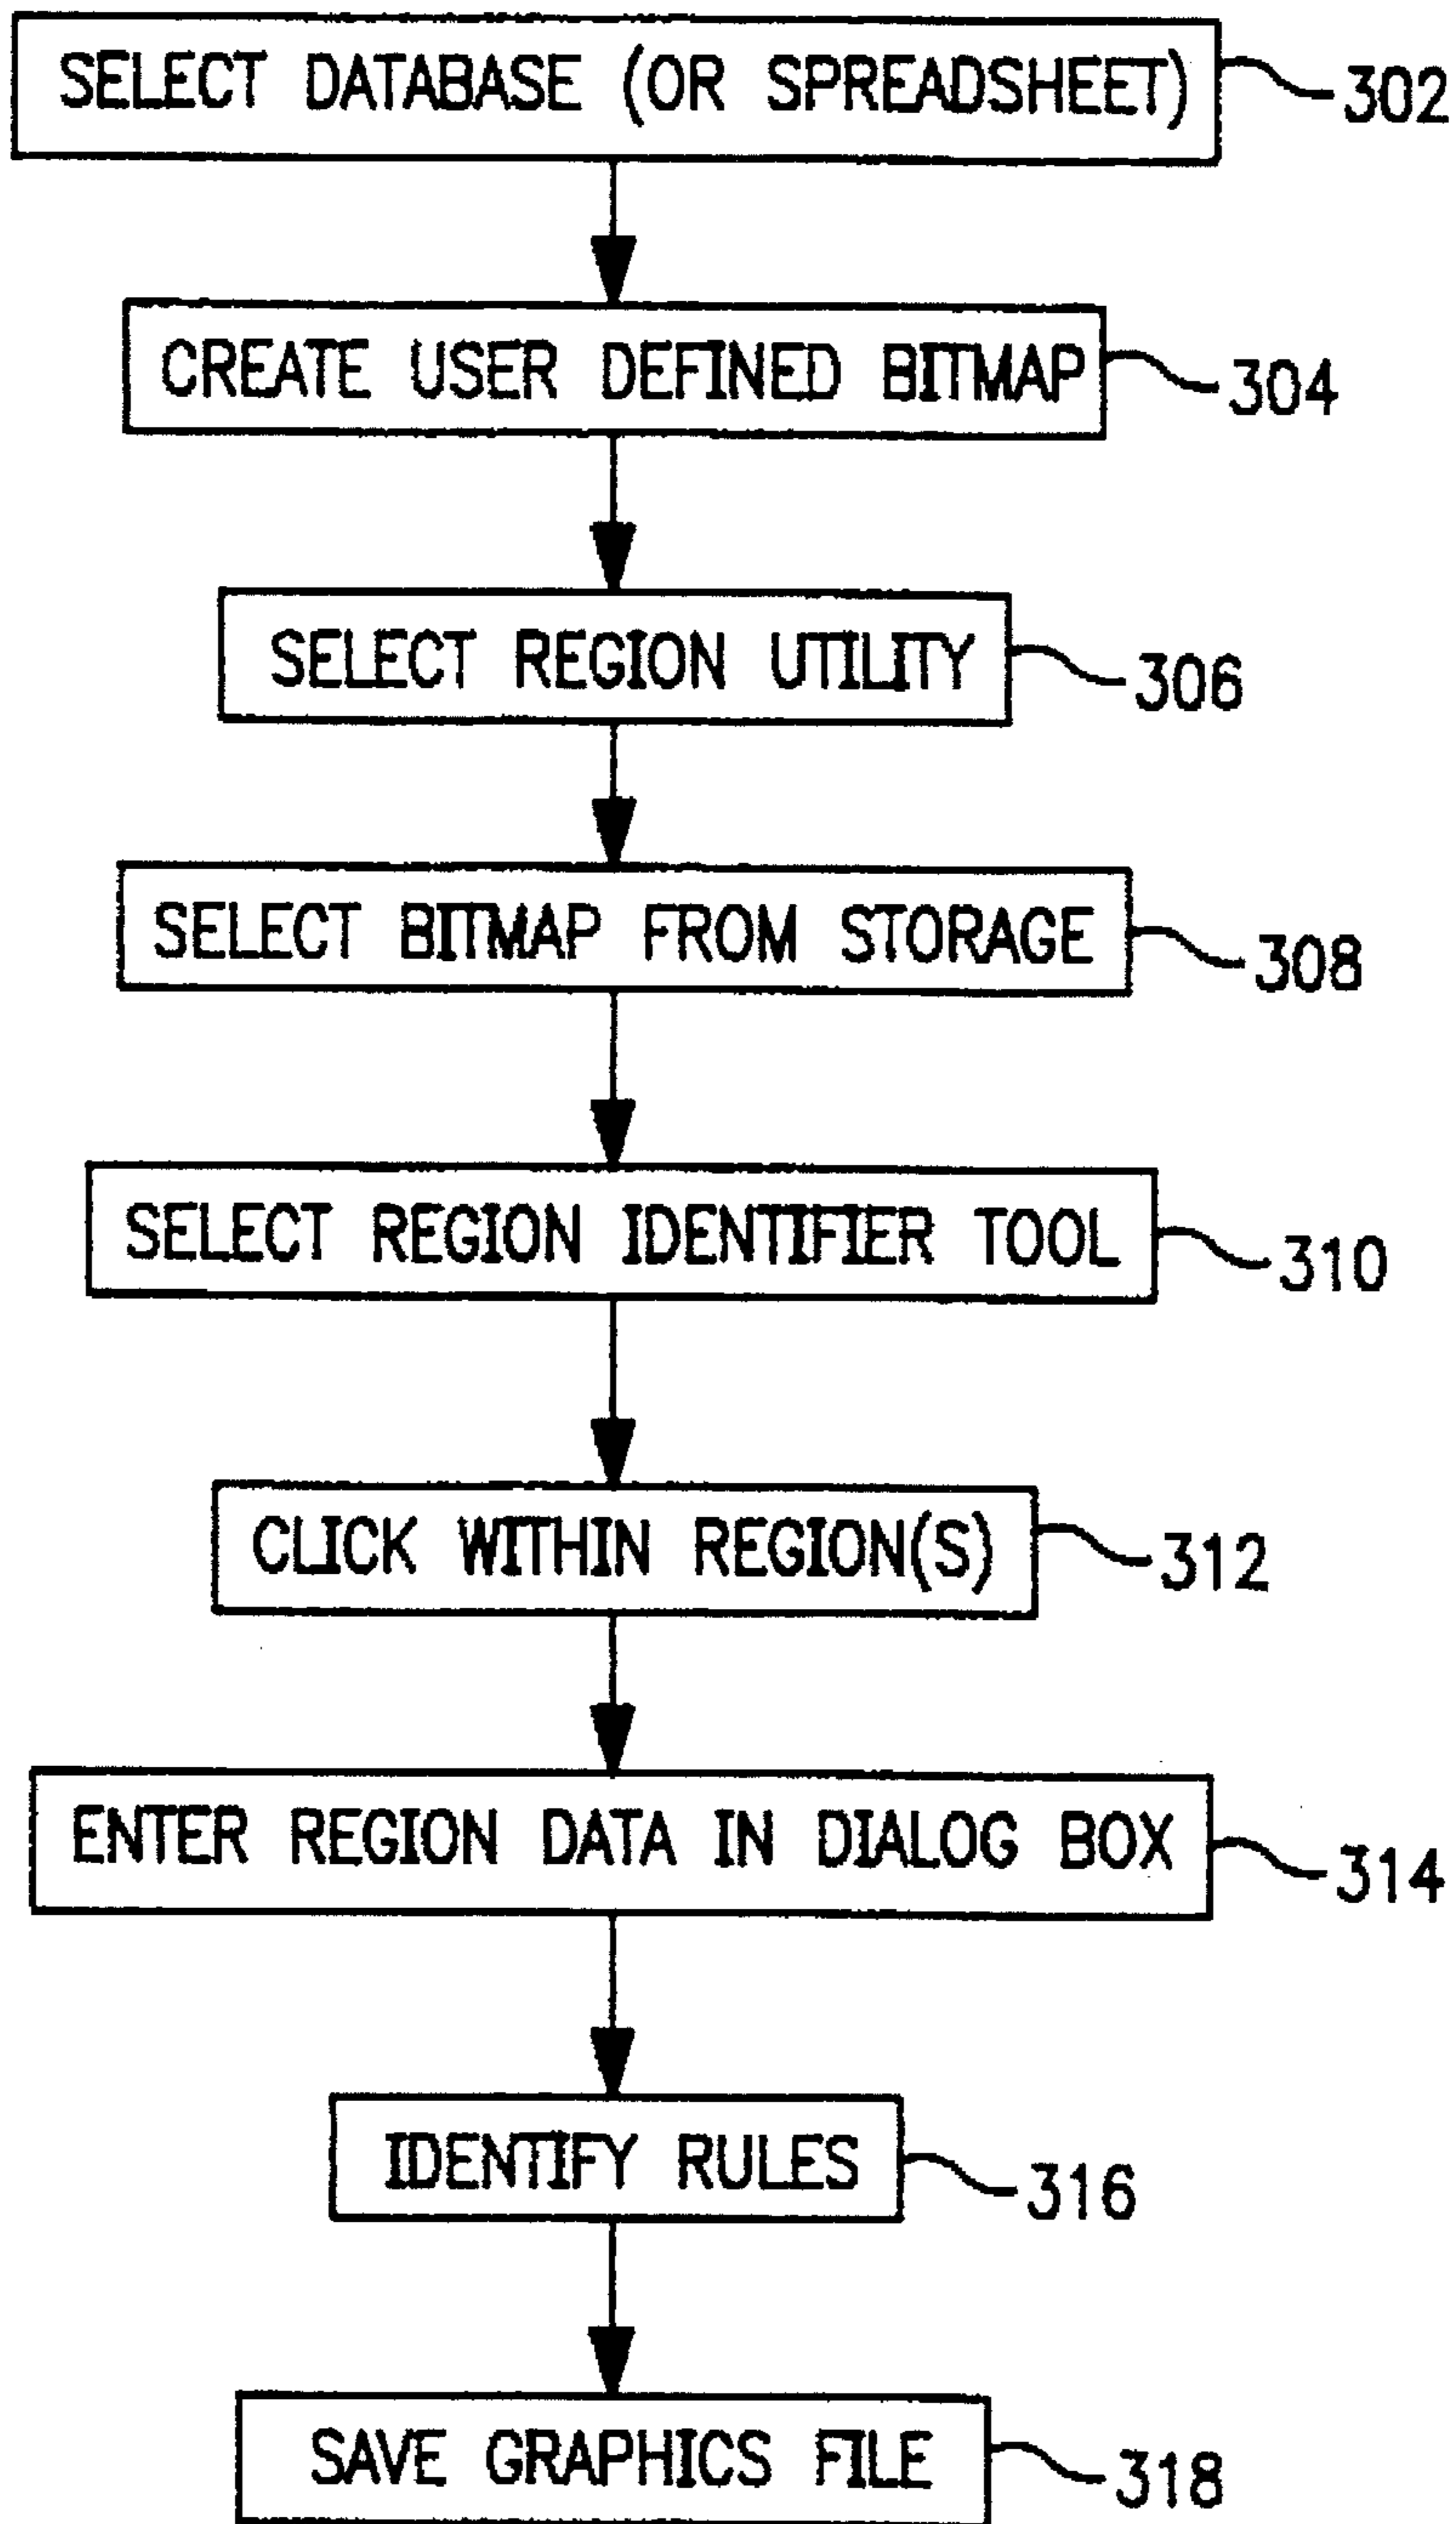 SELECT DATABASE (OR SPREADSHEET)
302
CREATE USER DEFINED BITMAP
304
SELECT REGION UTILITY
306
SELECT BITMAP FROM STORAGE
308
SELECT REGION IDENTIFIER TOOL
310
CLICK WITHIN REGION(S)
312
ENTER REGION DATA IN DIALOG BOX
314
IDENTIFY RULES
316
SAVE GRAPHICS FILE
318